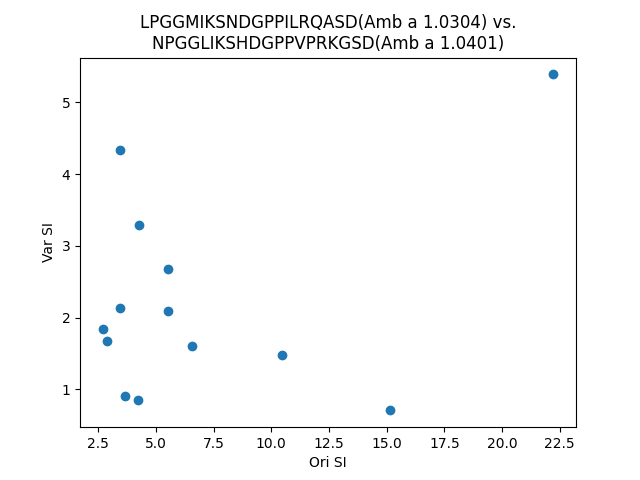 LPGGMIKSNDGPPILRQASD(Amb a 1.0304) vs.
NPGGLIKSHDGPPVPRKGSD(Amb a 1.0401)
5
4
3
2
1
Var SI
2.5 5.0 7.5 10.0 12.5 15.0 17.5 20.0 22.5
Ori SI